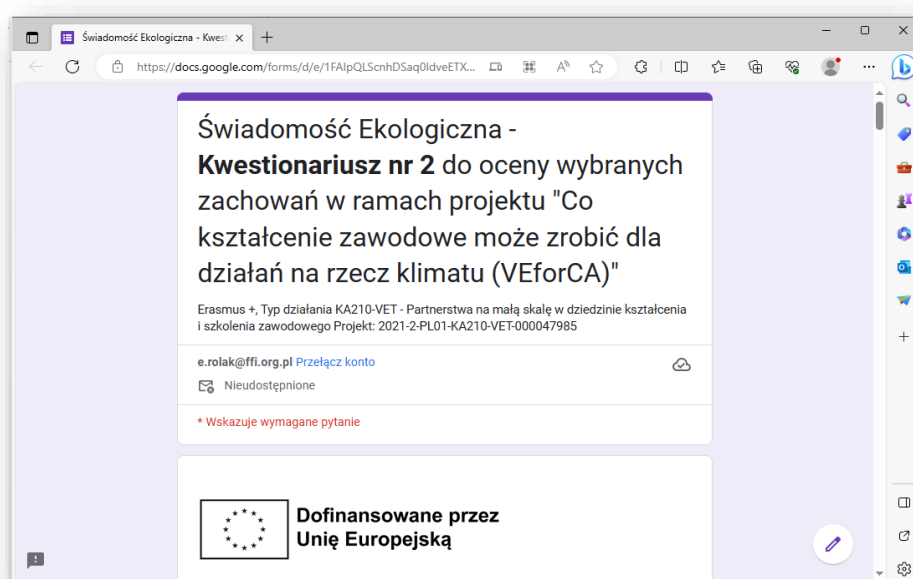 Świadomość Ekologiczna - Kwest
https://docs.google.com/forms/d/e/1FAIpQLScnhDSaq0IdveETX...
Świadomość Ekologiczna -
Kwestionariusz nr 2 do oceny wybranych
zachowań w ramach projektu "Co
kształcenie zawodowe może zrobić dla
działań na rzecz klimatu (VEforCA)"
Erasmus +, Typ działania KA210-VET - Partnerstwa na małą skalę w dziedzinie kształcenia
i szkolenia zawodowego Projekt: 2021-2-PL01-KA210-VET-000047985
e.rolak@ffi.org.pl Przełącz konto
Nieudostępnione
* Wskazuje wymagane pytanie
Dofinansowane przez
Unię Europejską